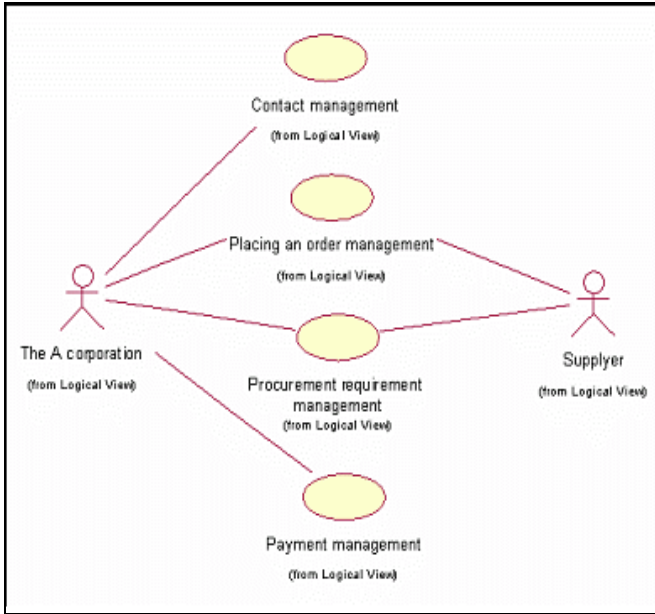 Contact management
(from Logical View)
Placing an order management
(from Logical View)
The A corporation
(from Logical View)
Supplyer
(from Logical View)
Procurement requirement
management
(from Logical View)
Payment management
(from Logical View)